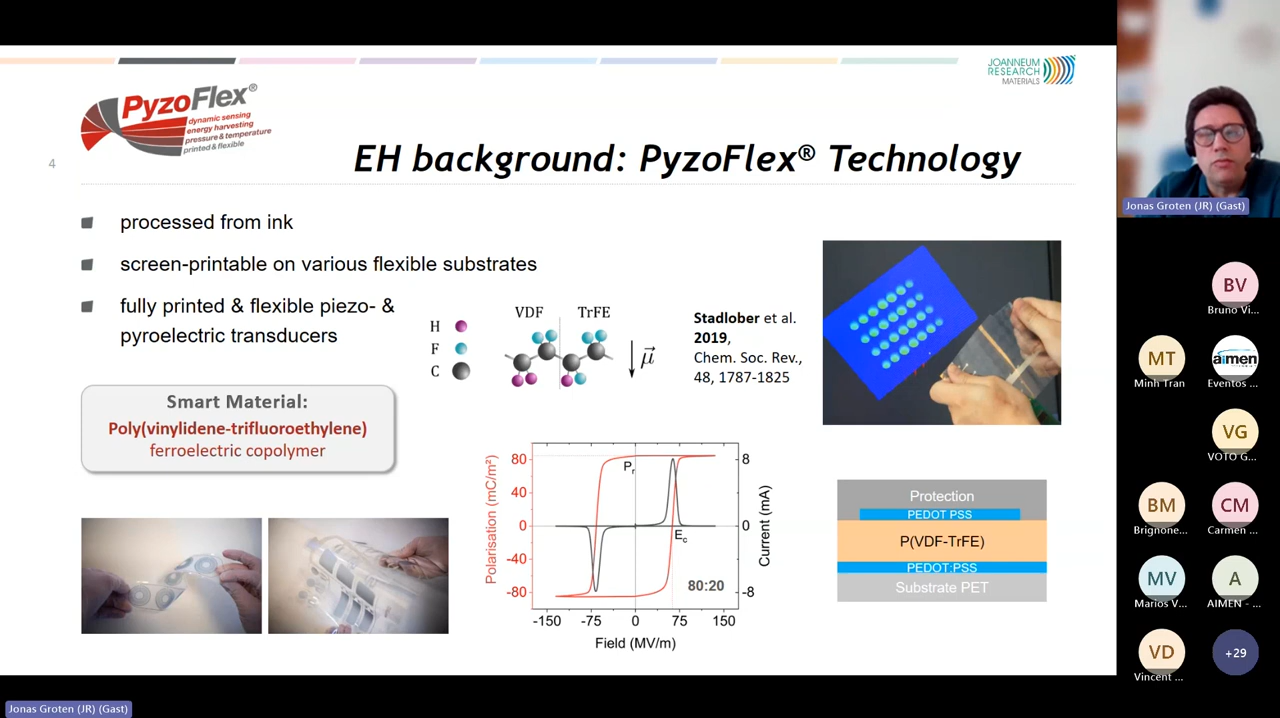 JOANNEUM
RESEARCH
MATERIALS
PyzoFlex®
dynamic sensing
energy harvesting
pressure & temperature
printed & flexible
4
EH background: PyzoFlex® Technology
processed from ink
screen-printable on various flexible substrates
fully printed & flexible piezo- &
pyroelectric transducers
H
F
C
VDF TrFE
μ
Stadlober et al.
2019,
Chem. Soc. Rev.,
48, 1787-1825
Smart Material:
Poly(vinylidene-trifluoroethylene)
ferroelectric copolymer
Polarisation (mC/m²)
80
40
0
-40
-80
Pr
Ec
80:20
8
0
-8
Current (mA)
-150 -75 0 75 150
Field (MV/m)
Protection
PEDOT PSS
P(VDF-TrFE)
PEDOT:PSS
Substrate PET
Jonas Groten (JR) (Gast)
BV
Bruno Vi...
MT
Minh Tran
aimen
Eventos ...
VG
VOTO G...
BM
Brignone...
CM
Carmen ...
MV
Marios V...
A
AIMEN - ...
VD
Vincent ...
+29
Jonas Groten (JR) (Gast)